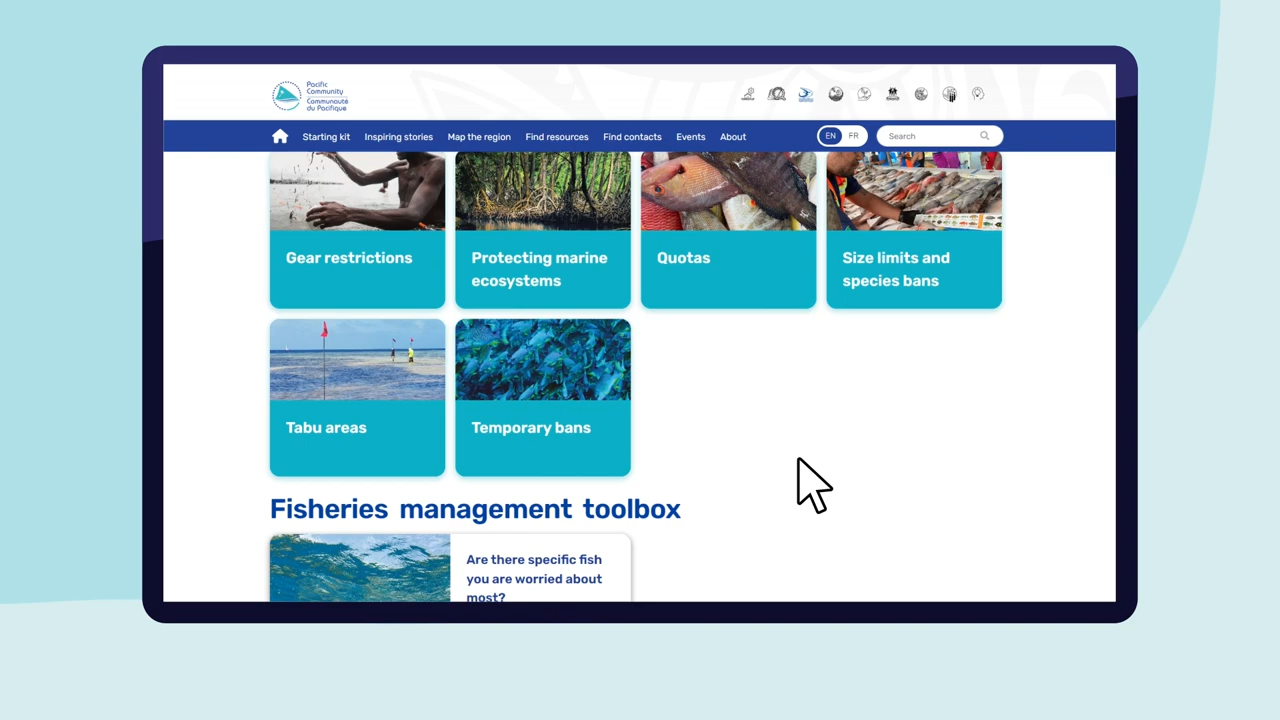 Pacific
Community
Communauté
du Pacifique
Starting kit
Inspiring stories
Map the region
Find resources
Find contacts
Events
About
EN
FR
Search
Gear restrictions
Protecting marine
ecosystems
Quotas
Size limits and
species bans
Tabu areas
Temporary bans
Fisheries management toolbox
Are there specific fish
you are worried about
most?